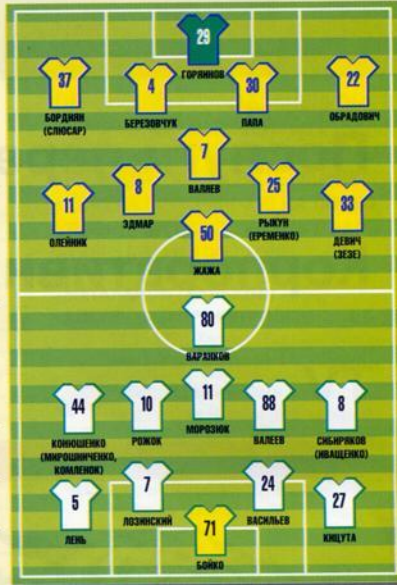 29
ГОРЯИНОВ
37
4
30
22
БОРДИЯН
(СЛЮСАР)
БЕРЕЗОВЧУК
ПАПА
ОБРАДОВИЧ
7
ВАЛЯЕВ
11
8
25
33
ОЛЕЙНИК
ЭДМАР
РЫКУН
(ЕРЕМЕНКО)
ДЕВИЧ
(ЗЕЗЕ)
50
ЖАЖА
80
ВАРАНКОВ
44
10
11
88
8
КОНЮШЕНКО
(МИРОШНИЧЕНКО,
КОМЛЕНОК)
РОЖОК
МОРОЗЮК
ВАЛЕЕВ
СИБИРЯКОВ
(ИВАЩЕНКО)
5
7
24
27
ЛЕНЬ
ЛОЗИНСКИЙ
ВАСИЛЬЕВ
КИЦУТА
71
БОЙКО